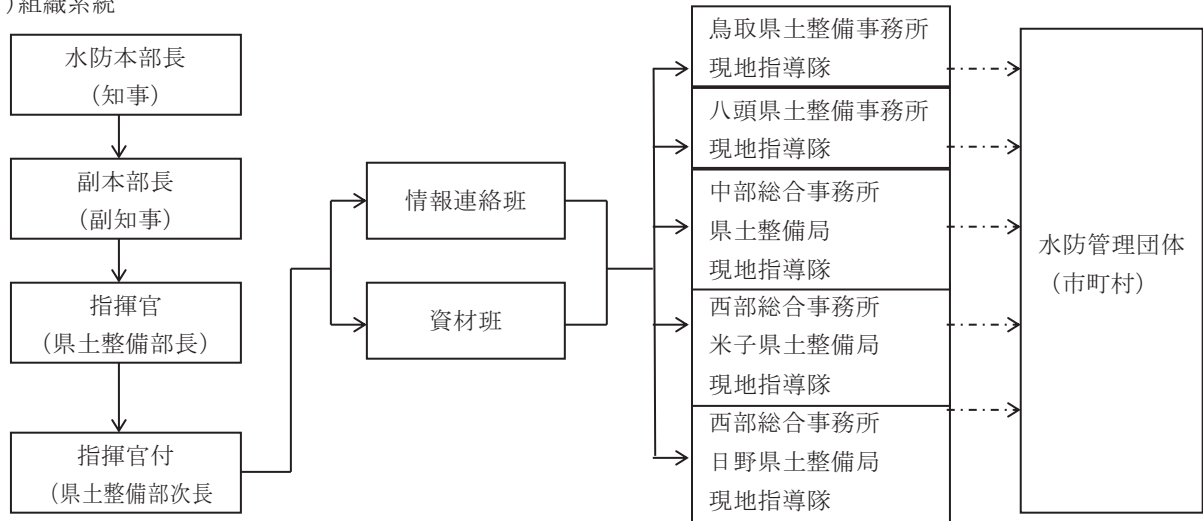 )組織系統
水防本部長
(知事)
副本部長
(副知事)
指揮官
(県土整備部長)
指揮官付
(県土整備部次長
情報連絡班
資材班
鳥取県土整備事務所
現地指導隊
八頭県土整備事務所
現地指導隊
中部総合事務所
県土整備局
現地指導隊
西部総合事務所
米子県土整備局
現地指導隊
西部総合事務所
日野県土整備局
現地指導隊
水防管理団体
(市町村)